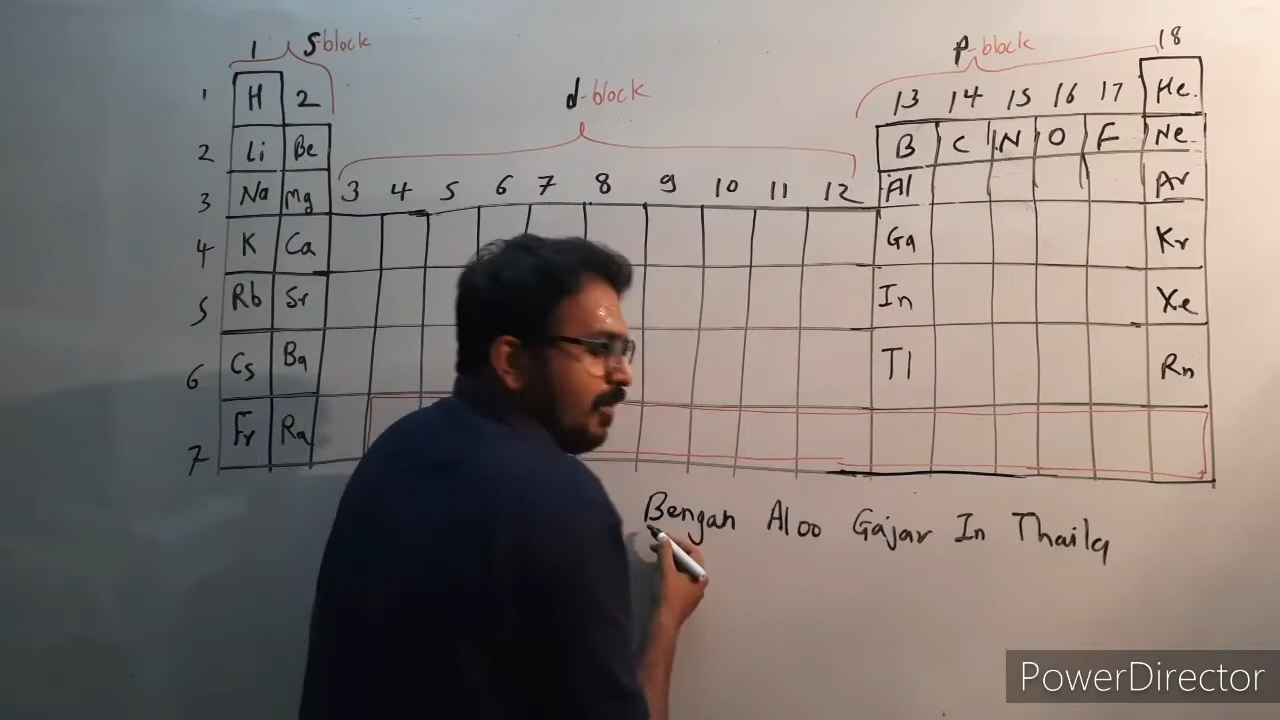 1 S-block p-block 18
1 H 2 d-block 13 14 15 16 17 He
2 Li Be B C N O F Ne
3 Na Mg 3 4 5 6 7 8 9 10 11 12 Al Ar
4 K Ca Ga Kr
5 Rb Sr In Xe
6 Cs Ba Tl Rn
7 Fr Ra
Bengan Aloo Gajar In Thaila
PowerDirector